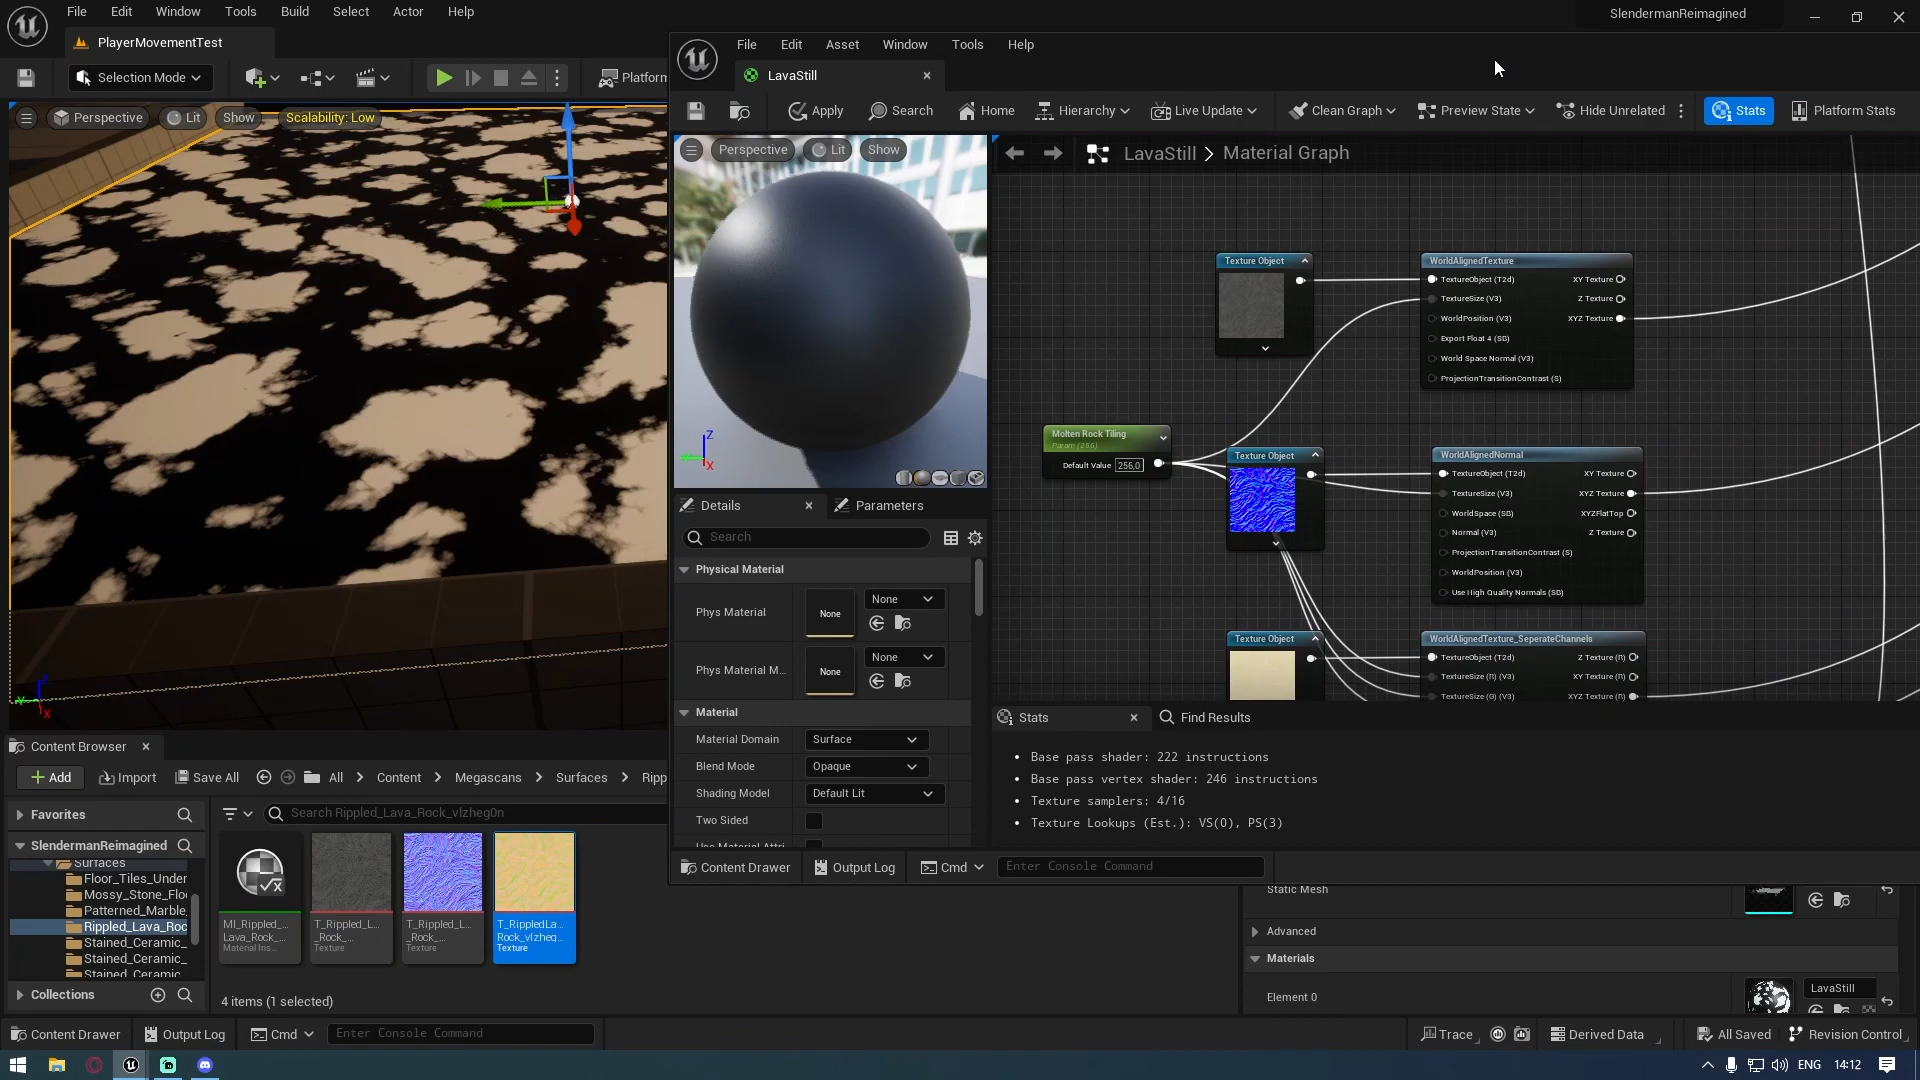 File Edit Window Tools Build Select Actor Help
SlendermanReimagined
PlayerMovementTest
Selection Mode
Platform
Perspective Lit Show Scalability: Low
File Edit Asset Window Tools Help
LavaStill
Apply Search Home Hierarchy Live Update Clean Graph Preview State Hide Unrelated Stats Platform Stats
Perspective Lit Show
LavaStill > Material Graph
Texture Object
WorldAlignedTexture
TextureObject (T2d) XY Texture
TextureSize (V3) Z Texture
WorldPosition (V3) XYZ Texture
Export Float 4 (SB)
World Space Normal (V3)
ProjectionTransitionContrast (S)
Molten Rock Tiling
Param (256)
Default Value 256,0
Texture Object
WorldAlignedNormal
TextureObject (T2d) XY Texture
TextureSize (V3) XYZ Texture
WorldSpace (SB) XYZFlatTop
Normal (V3) Z Texture
ProjectionTransitionContrast (S)
WorldPosition (V3)
Use High Quality Normals (SB)
Texture Object
WorldAlignedTexture_SeperateChannels
TextureObject (T2d) Z Texture (R)
TextureSize (R) (V3) XY Texture (R)
TextureSize (G) (V3) XYZ Texture (R)
Z
X
Details
Parameters
Search
Physical Material
Phys Material None None
Phys Material M... None None
Material
Material Domain Surface
Blend Mode Opaque
Shading Model Default Lit
Two Sided
Stats
Find Results
Base pass shader: 222 instructions
Base pass vertex shader: 246 instructions
Texture samplers: 4/16
Texture Lookups (Est.): VS(0), PS(3)
Content Drawer Output Log Cmd Enter Console Command
Content Browser
Add Import Save All All > Content > Megascans > Surfaces > Ripp
Favorites
Search Rippled_Lava_Rock_vlzheg0n
SlendermanReimagined
Surfaces
Floor_Tiles_Under
Mossy_Stone_Flo
Patterned_Marble_
Rippled_Lava_Roc
Stained_Ceramic_
Stained_Ceramic_
Stained_Ceramic
Collections
MI_Rippled_...
Lava_Rock_...
Material Ins...
T_Rippled_L...
_Rock_...
Texture
T_Rippled_L...
_Rock_...
Texture
T_RippledLa...
Rock_vlzheg...
Texture
4 items (1 selected)
Static Mesh
Advanced
Materials
Element 0
LavaStill
Content Drawer Output Log Cmd Enter Console Command
Trace Derived Data All Saved Revision Control
ENG 14:12